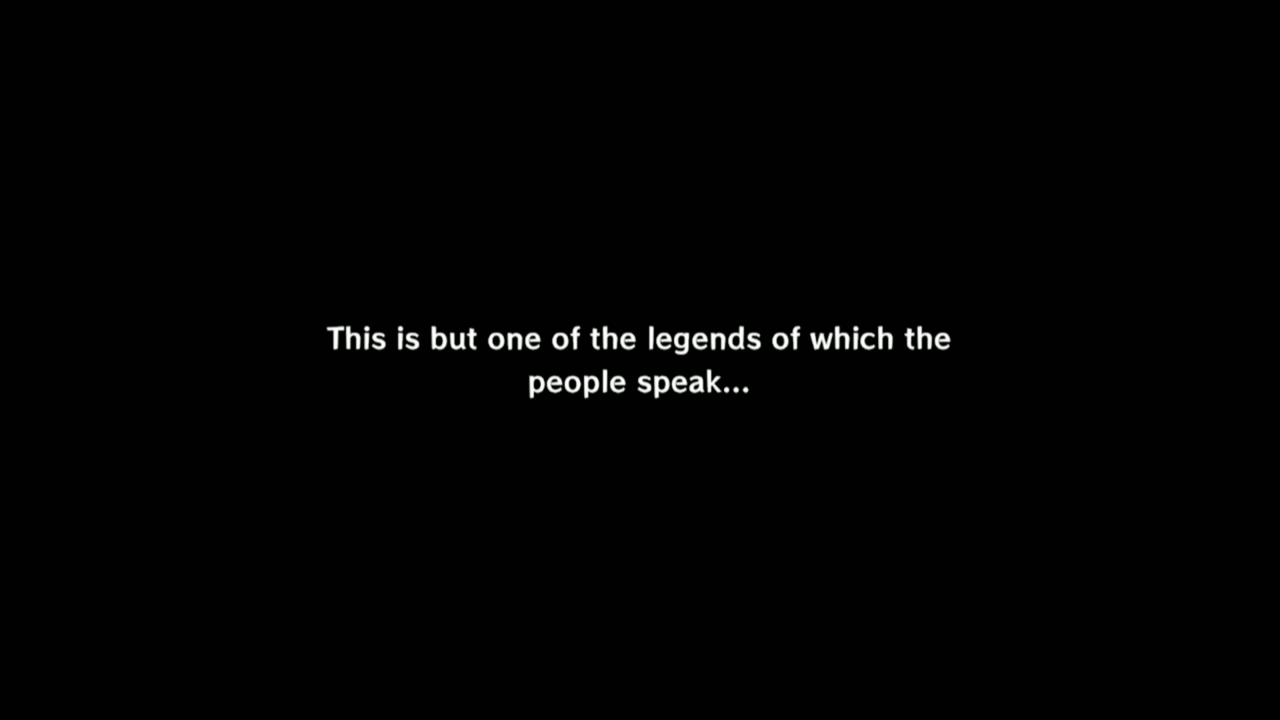 This is but one of the legends of which the
people speak...